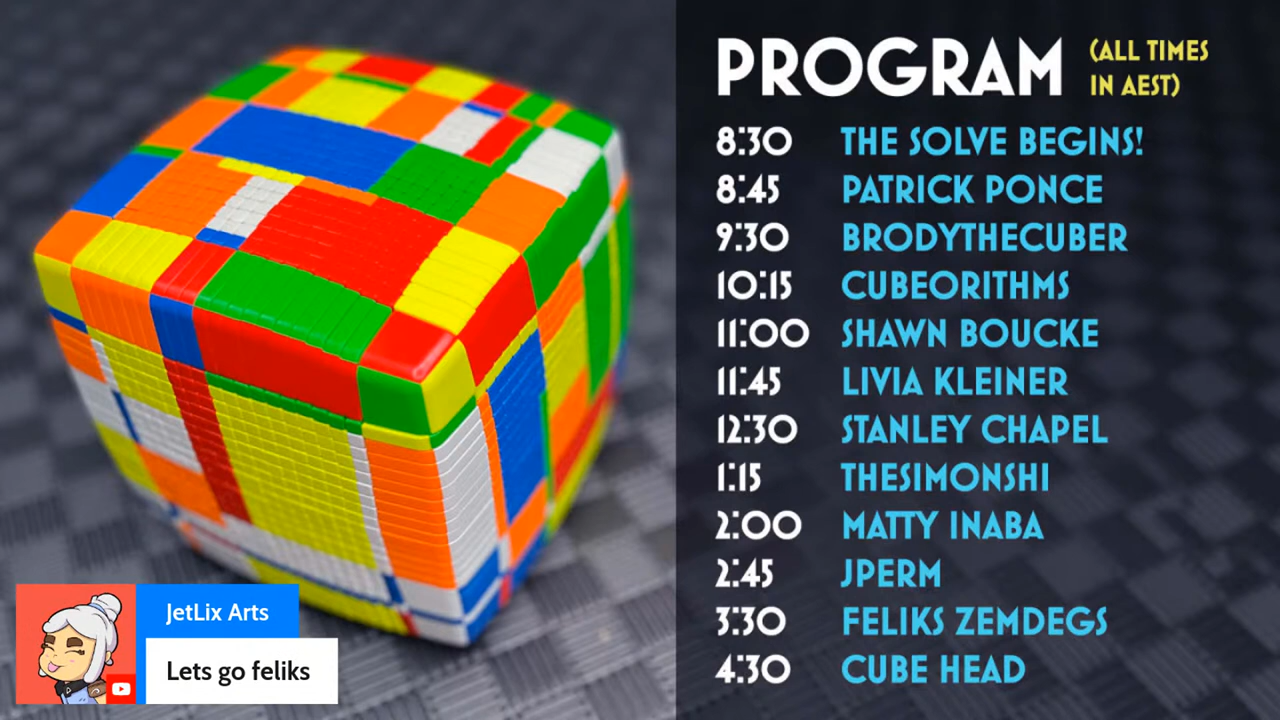 PROGRAM (ALL TIMES
IN AEST)
8:30 THE SOLVE BEGINS!
8:45 PATRICK PONCE
9:30 BRODYTHECUBER
10:15 CUBEORITHMS
11:00 SHAWN BOUCKE
11:45 LIVIA KLEINER
12:30 STANLEY CHAPEL
1:15 THESIMONSHI
2:00 MATTY INABA
2:45 JPERM
3:30 FELIKS ZEMDEGS
4:30 CUBE HEAD
JetLix Arts
Lets go feliks